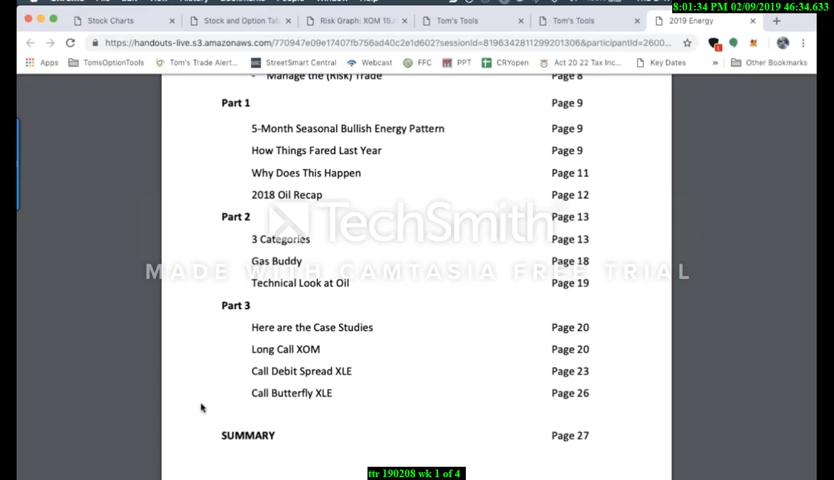 8:01:34 PM 02/09/2019 46:34.633
Stock Charts
Stock and Option Tab
Risk Graph: XOM 15.
Tom's Tools
Tom's Tools
2019 Energy
https://handouts-live.s3.amazonaws.com/770947e09e17407fb756ad40c2e1d602?sessionId=8196342811299201306&participantId=2600...
Apps
TomsOptionTools
Tom's Trade Alert...
StreetSmart Central
Webcast
FFC
PPT
CRYopen
Act 20 22 Tax Inc...
Key Dates
»
Other Bookmarks
- Manage the (Risk) Trade Page 8
Part 1 Page 9
5-Month Seasonal Bullish Energy Pattern Page 9
How Things Fared Last Year Page 9
Why Does This Happen Page 11
2018 Oil Recap Page 12
Part 2 Page 13
3 Categories Page 13
Gas Buddy Page 18
Technical Look at Oil Page 19
Part 3
Here are the Case Studies Page 20
Long Call XOM Page 20
Call Debit Spread XLE Page 23
Call Butterfly XLE Page 26
SUMMARY Page 27
TechSmith
MADE WITH CAMTASIA FREE TRIAL
ttr 190208 wk 1 of 4